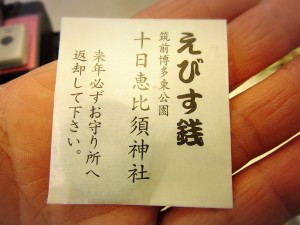 えびす銭
筑前博多東公園
十日恵比須神社
来年必ずお守り所へ
返却して下さい。